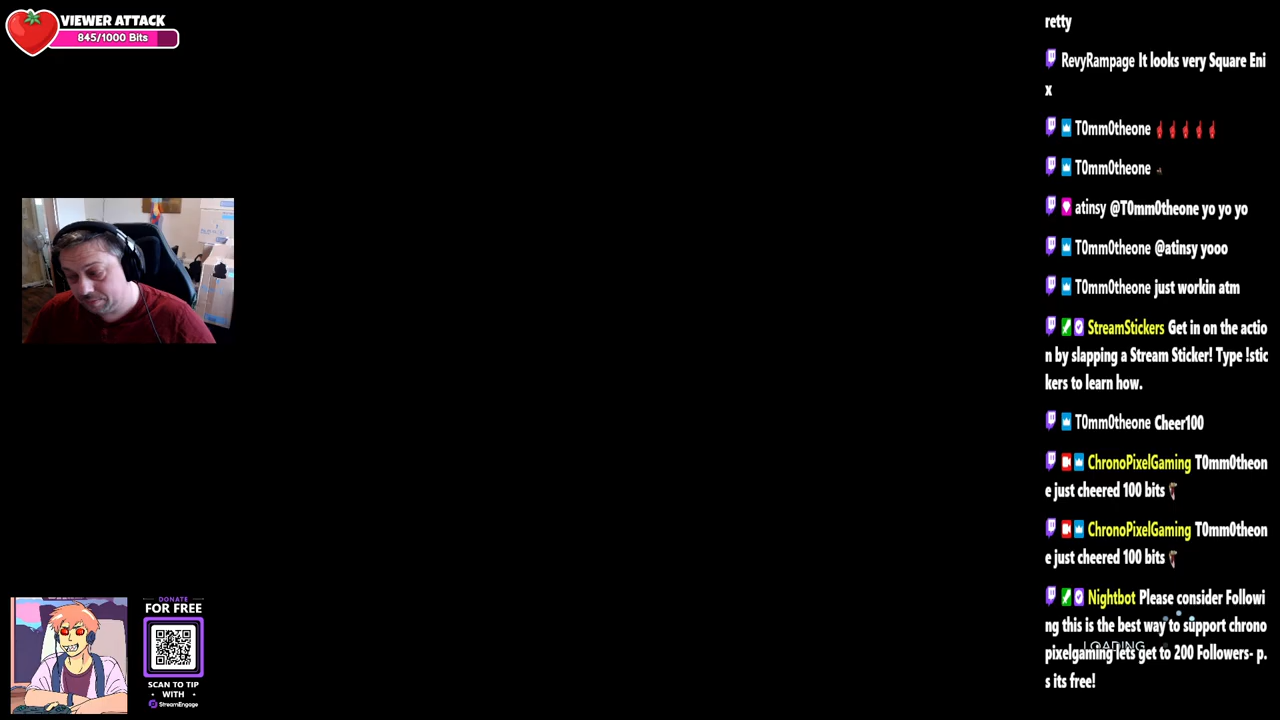 VIEWER ATTACK
845/1000 Bits
retty
RevyRampage It looks very Square Eni
x
T0mm0theone
T0mm0theone
atinsy @T0mm0theone yo yo yo
T0mm0theone @atinsy yooo
T0mm0theone just workin atm
StreamStickers Get in on the actio
n by slapping a Stream Sticker! Type !stic
kers to learn how.
T0mm0theone Cheer100
ChronoPixelGaming T0mm0theon
e just cheered 100 bits
ChronoPixelGaming T0mm0theon
e just cheered 100 bits
Nightbot Please consider Followi
ng this is the best way to support chrono
pixelgaming lets get to 200 Followers- p.
s its free!
LOADING
DONATE
FOR FREE
SCAN TO TIP
• WITH •
StreamEngage